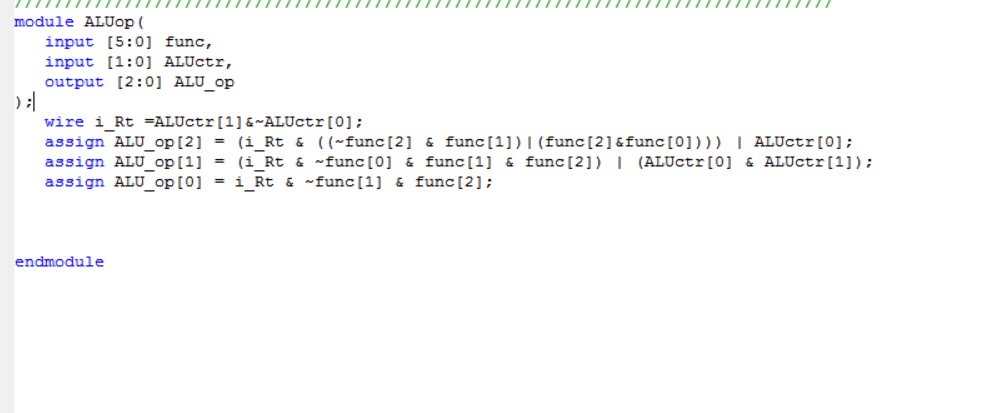 //////////////////////////////////////////////////////////////////////////////////
module ALUop(
input [5:0] func,
input [1:0] ALUctr,
output [2:0] ALU_op
);
wire i_Rt =ALUctr[1]&~ALUctr[0];
assign ALU_op[2] = (i_Rt & ((~func[2] & func[1])|(func[2]&func[0]))) | ALUctr[0];
assign ALU_op[1] = (i_Rt & ~func[0] & func[1] & func[2]) | (ALUctr[0] & ALUctr[1]);
assign ALU_op[0] = i_Rt & ~func[1] & func[2];
endmodule